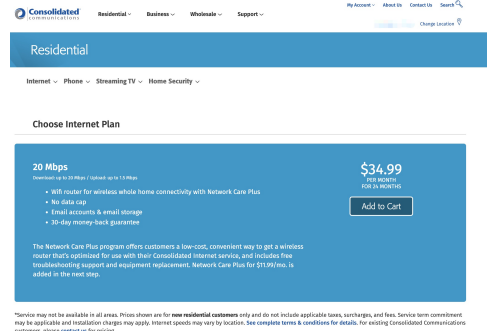 My Account About Us Contact Us Search
Consolidated communications
Residential Business Wholesale Support
Change Location
Residential
Internet Phone Streaming TV Home Security
Choose Internet Plan
20 Mbps
Download up to 20 Mbps / Upload up to 1.5 Mbps
• Wifi router for wireless whole home connectivity with Network Care Plus
• No data cap
• Email accounts & email storage
• 30-day money-back guarantee
$34.99
PER MONTH
FOR 24 MONTHS
Add to Cart
The Network Care Plus program offers customers a low-cost, convenient way to get a wireless
router that's optimized for use with their Consolidated Internet service, and includes free
troubleshooting support and equipment replacement. Network Care for $11.99/mo. is
added in the next step.
*Service may not be available in all areas. Prices shown are for new residential customers only and do not include applicable taxes, surcharges, and fees. Service term commitment
may be applicable and Installation charges may apply. Internet speeds may vary by location. See complete terms & conditions for details. For existing Consolidated Communications
customers, please contact us for pricing.